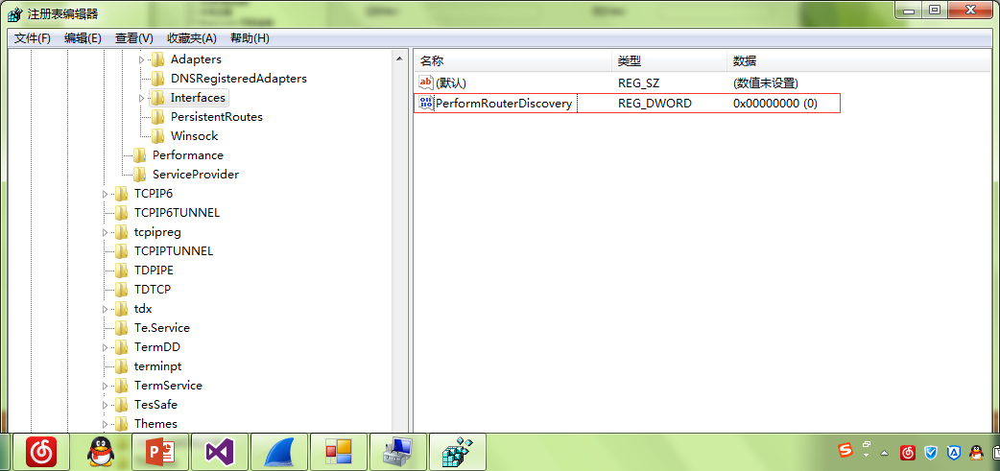 注册表编辑器
文件(F) 编辑(E) 查看(V) 收藏夹(A) 帮助(H)
Adapters
DNSRegisteredAdapters
Interfaces
PersistentRoutes
Winsock
Performance
ServiceProvider
TCPIP6
TCPIP6TUNNEL
tcpipreg
TCPIPTUNNEL
TDPIPE
TDTCP
tdx
Te.Service
TermDD
terminpt
TermService
TesSafe
Themes
名称 类型 数据
(默认) REG_SZ (数值未设置)
PerformRouterDiscovery REG_DWORD 0x00000000 (0)